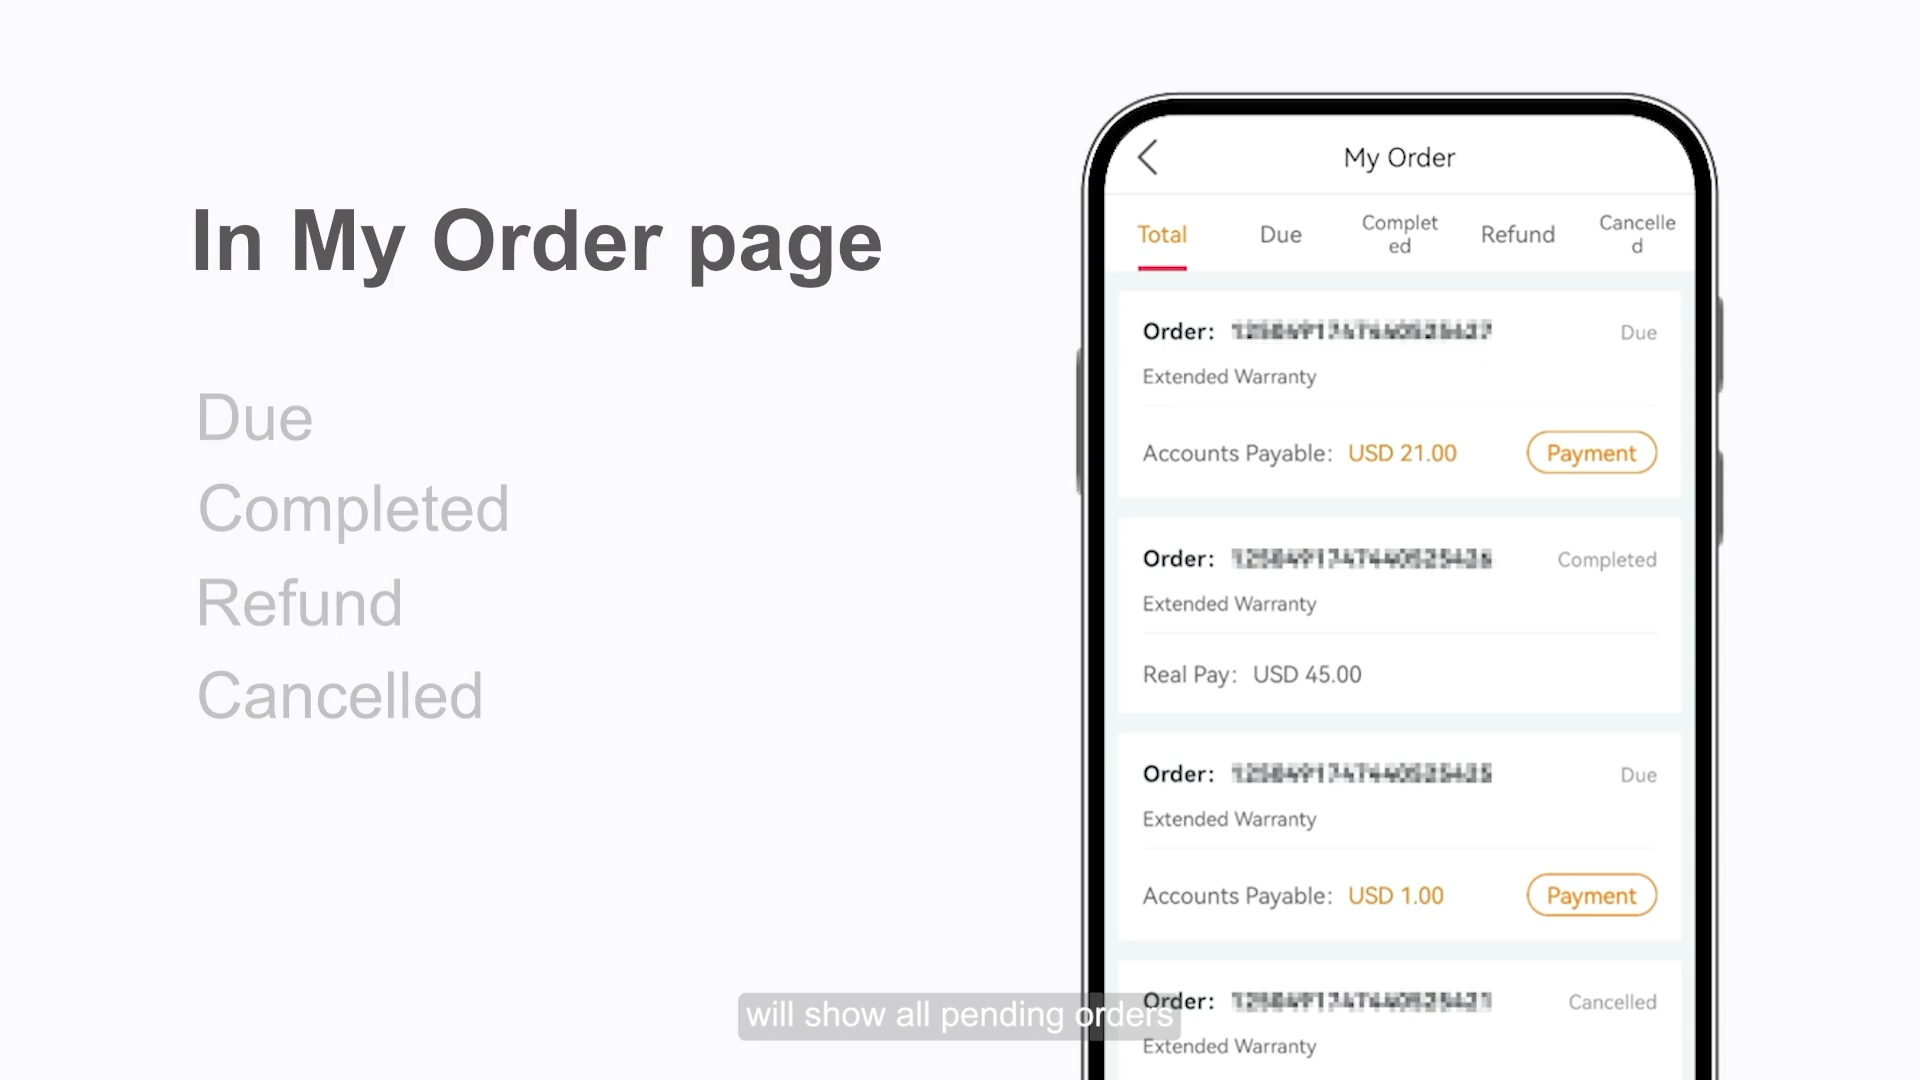 In My Order page
Due
Completed
Refund
Cancelled
My Order
Total
Due
Complet
ed
Refund
Cancelle
d
Order:
Due
Extended Warranty
Accounts Payable: USD 21.00
Payment
Order:
Completed
Extended Warranty
Real Pay: USD 45.00
Order:
Due
Extended Warranty
Accounts Payable: USD 1.00
Payment
Order:
Cancelled
Extended Warranty
will show all pending orders